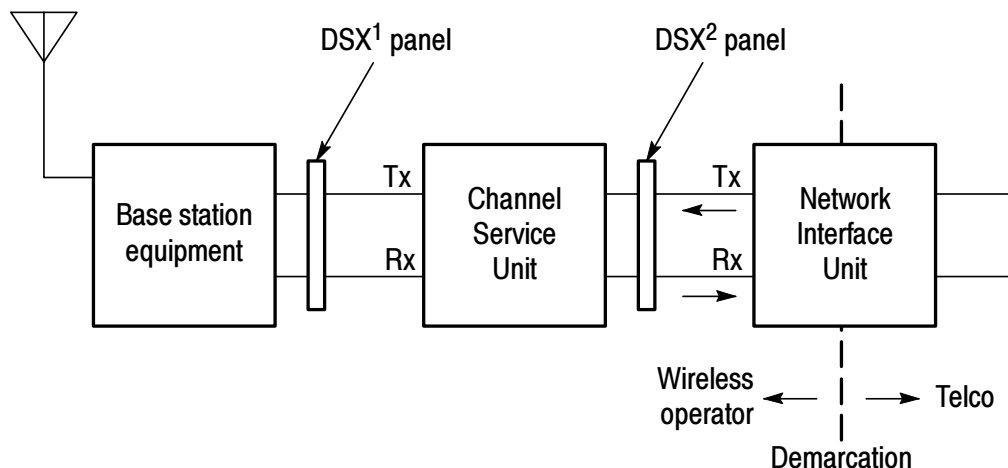 DSX¹ panel
DSX² panel
Base station
equipment
Tx
Rx
Channel
Service
Unit
Tx
Rx
Network
Interface
Unit
Wireless
operator
Telco
Demarcation